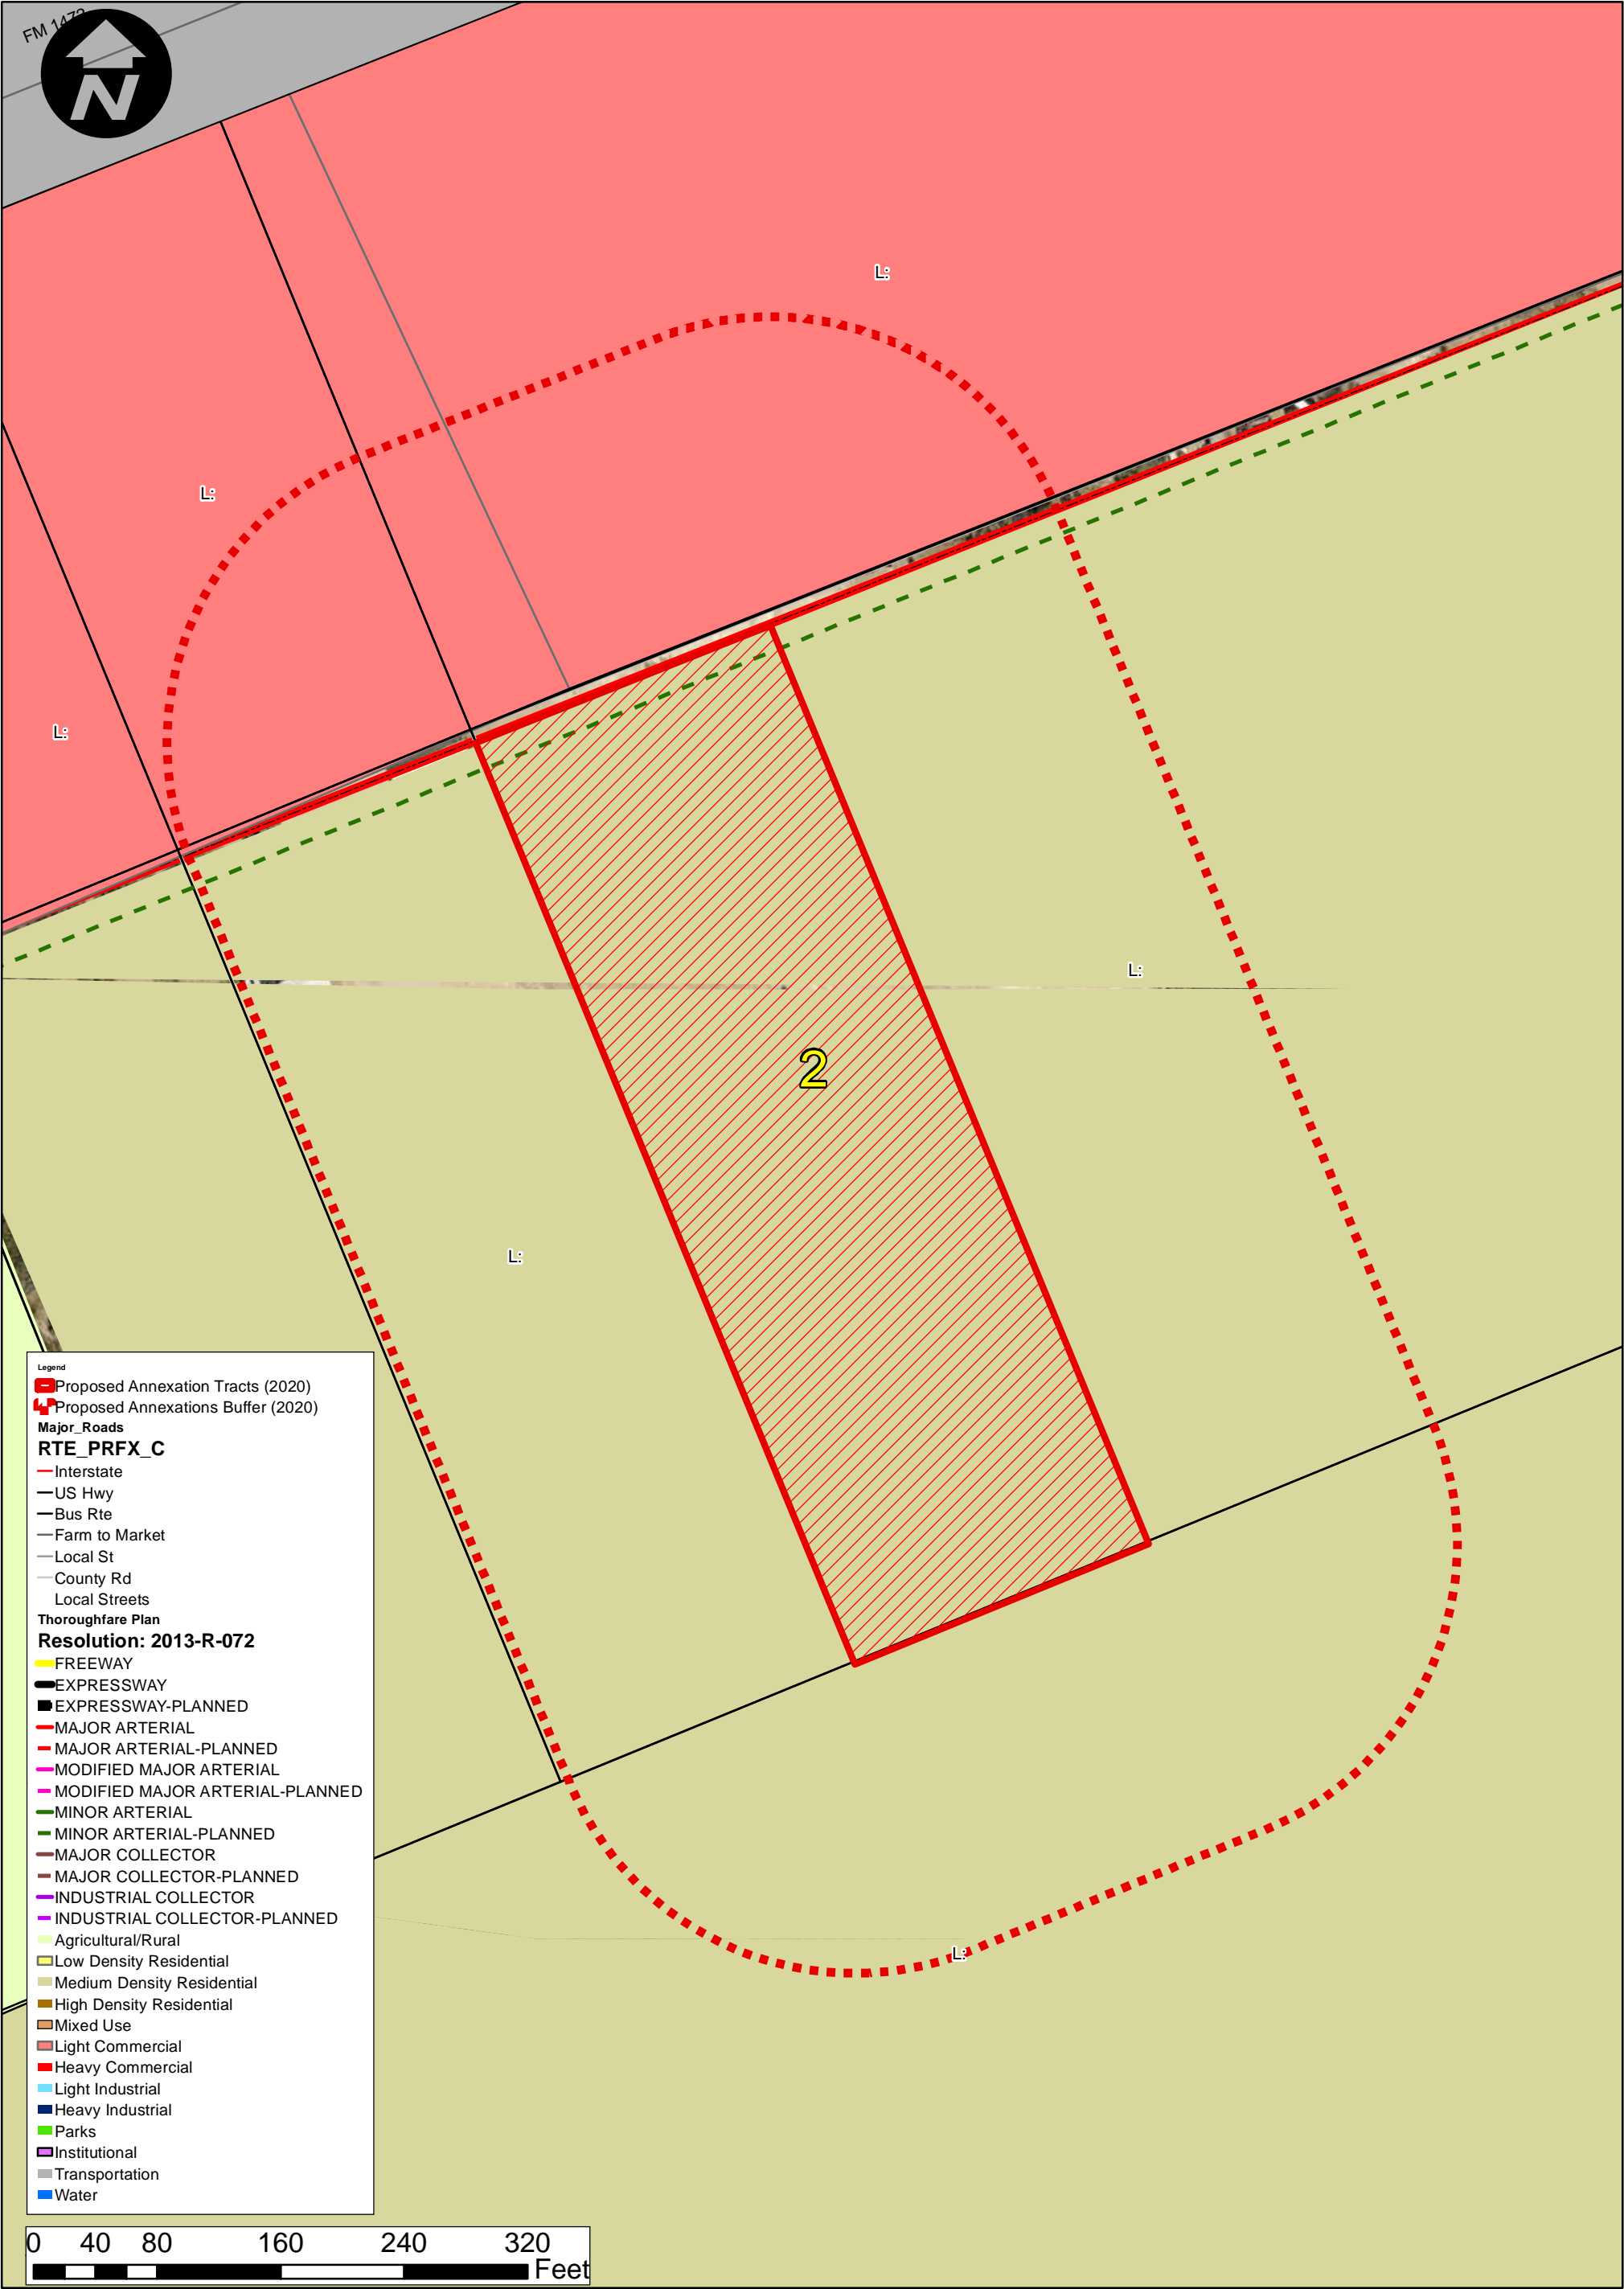 FM 1472
N
L:
L:
L:
L:
2
L:
L:
Legend
Proposed Annexation Tracts (2020)
Proposed Annexations Buffer (2020)
Major_Roads
RTE_PRFX_C
Interstate
US Hwy
Bus Rte
Farm to Market
Local St
County Rd
Local Streets
Thoroughfare Plan
Resolution: 2013-R-072
FREEWAY
EXPRESSWAY
EXPRESSWAY-PLANNED
MAJOR ARTERIAL
MAJOR ARTERIAL-PLANNED
MODIFIED MAJOR ARTERIAL
MODIFIED MAJOR ARTERIAL-PLANNED
MINOR ARTERIAL
MINOR ARTERIAL-PLANNED
MAJOR COLLECTOR
MAJOR COLLECTOR-PLANNED
INDUSTRIAL COLLECTOR
INDUSTRIAL COLLECTOR-PLANNED
Agricultural/Rural
Low Density Residential
Medium Density Residential
High Density Residential
Mixed Use
Light Commercial
Heavy Commercial
Light Industrial
Heavy Industrial
Parks
Institutional
Transportation
Water
0 40 80 160 240 320
Feet